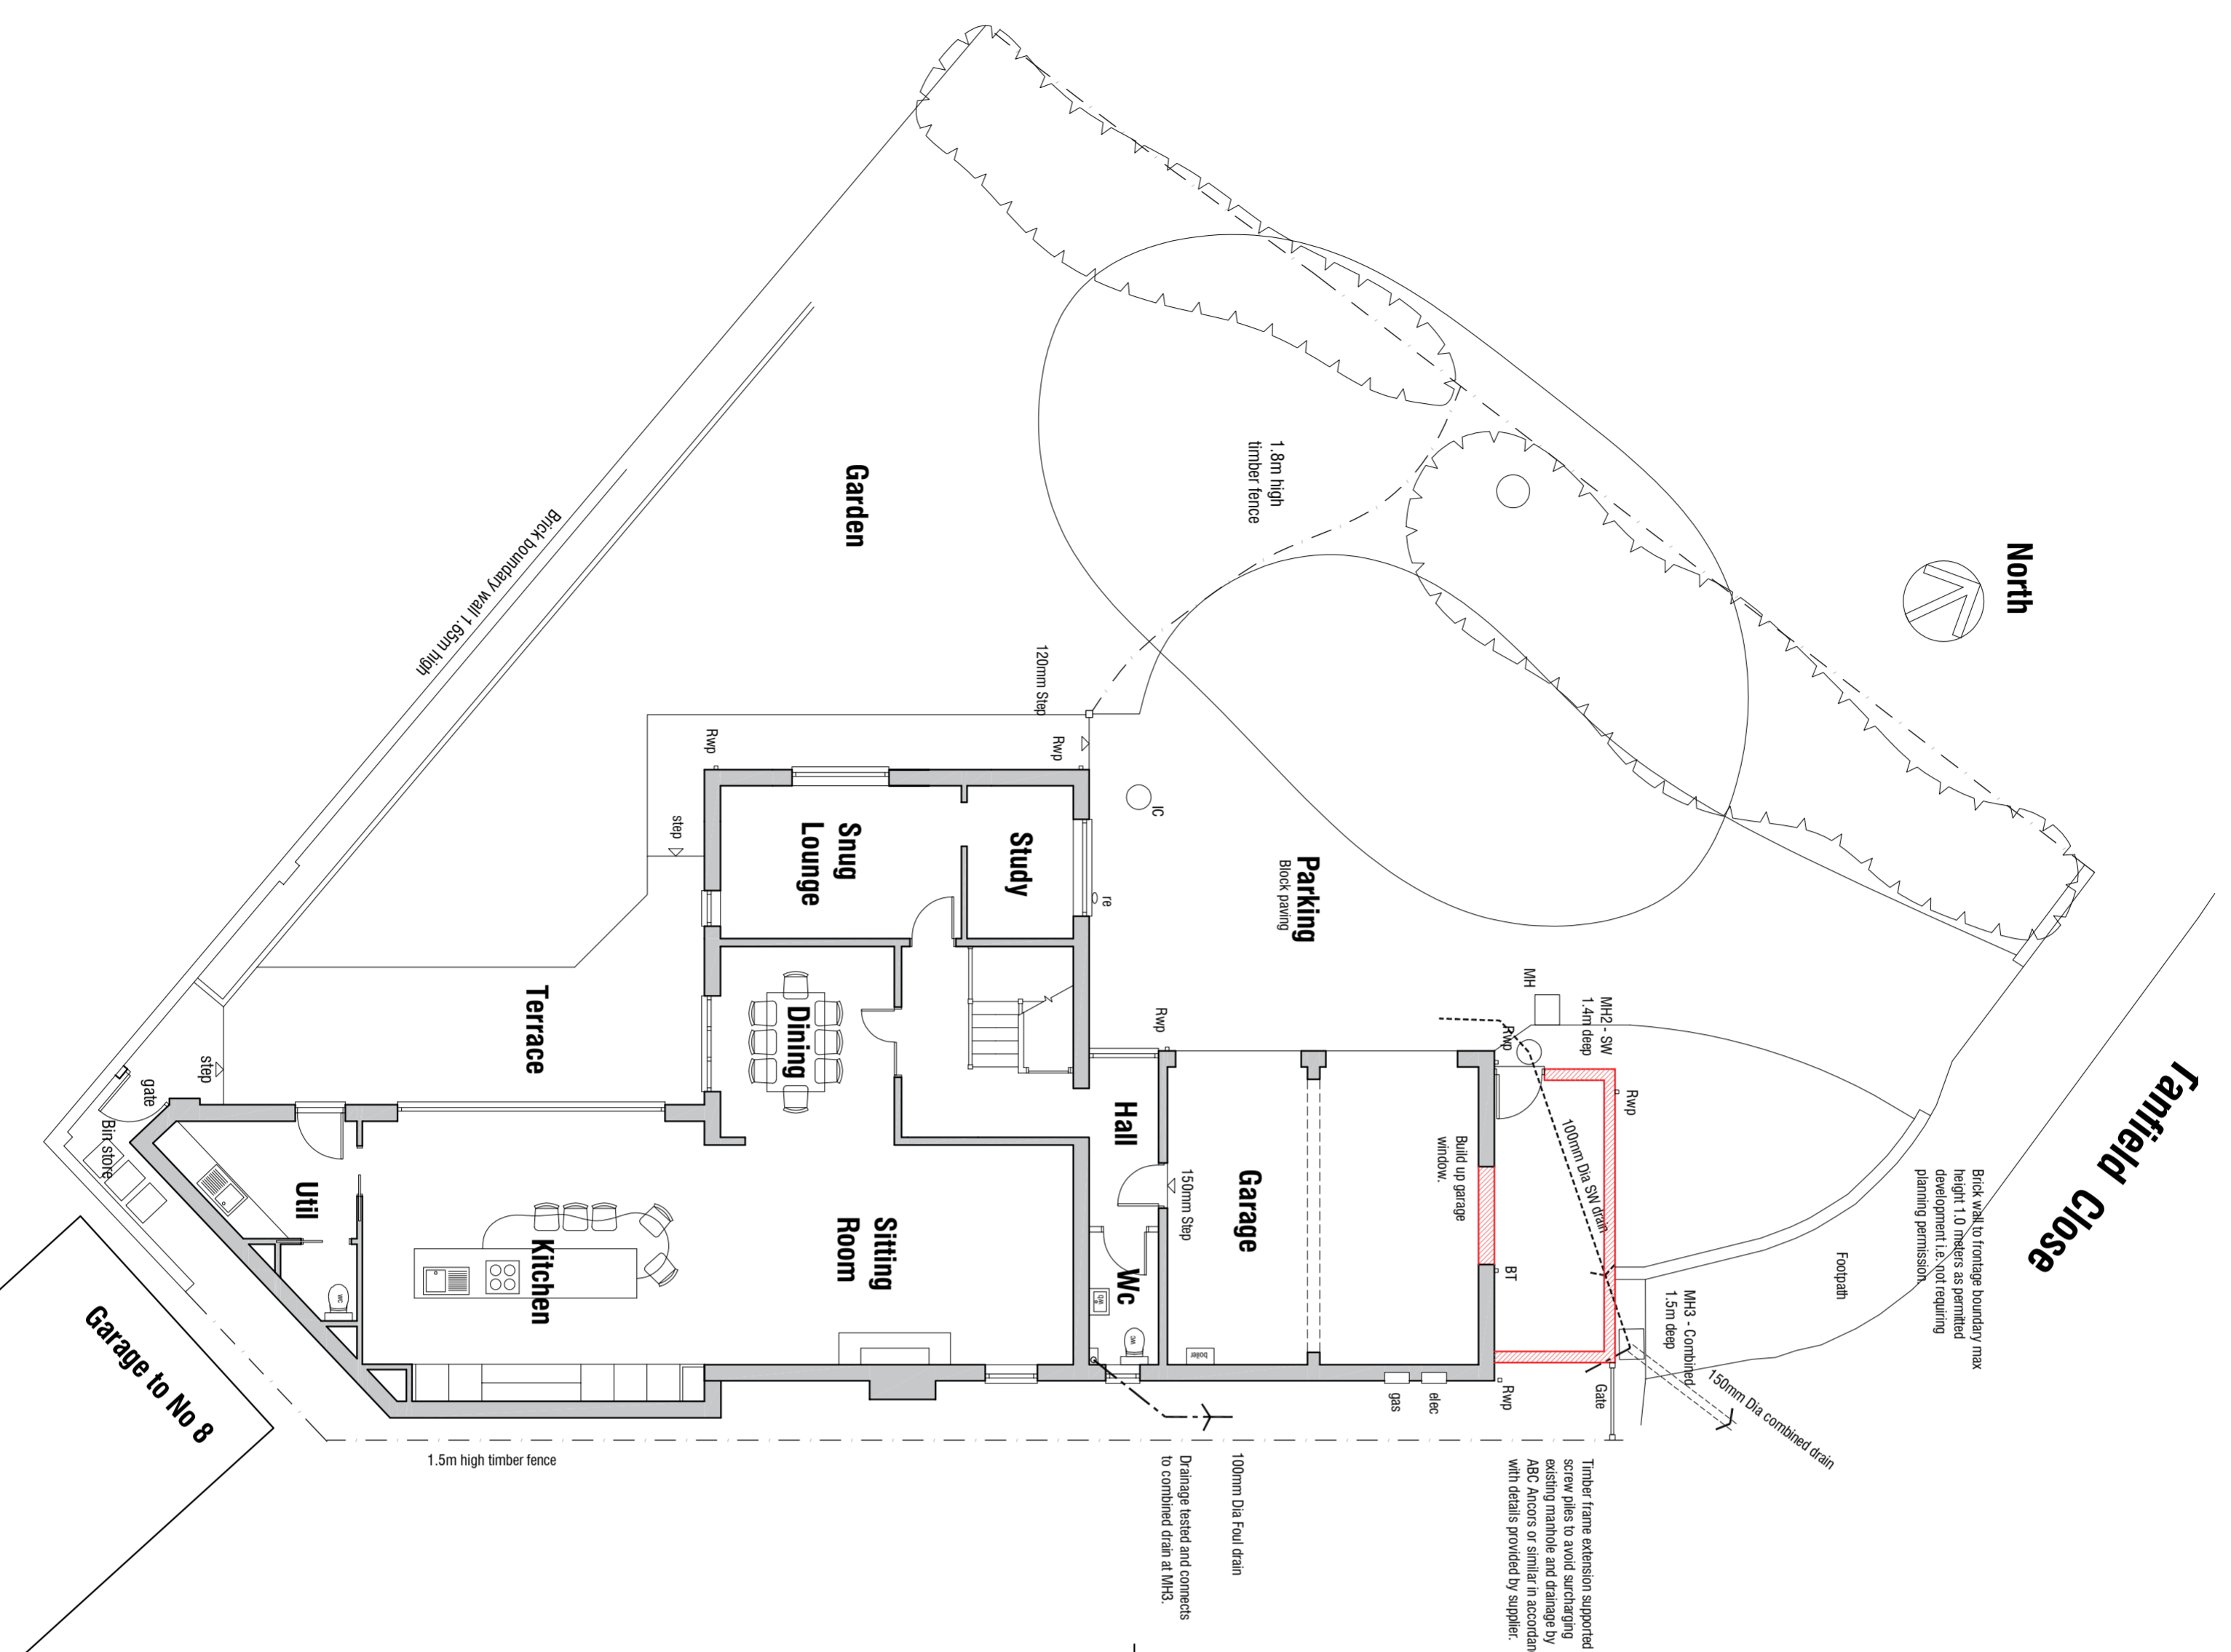 North
Tanfield Close
Brick wall to frontage boundary max
height 1.0 meters as permitted
development i.e. not requiring
planning permission.
Footpath
1.8m high
timber fence
Garden
Brick boundary wall 1.65m high
120mm Step
Rwp
Rwp
IC
step
Snug
Lounge
Study
re
Parking
Block paving
MH
MH2 - SW
1.4m deep
Rwp
Rwp
Rwp
100mm Dia SW drain
Build up garage
window.
BT
MH3 - Combined
1.5m deep
150mm Dia combined drain
Gate
Rwp
elec
gas
Terrace
Dining
Hall
Garage
150mm Step
step
gate
Bin store
Util
wc
Kitchen
Sitting
Room
Wc
WC
boiler
Garage to No 8
1.5m high timber fence
100mm Dia Foul drain
Drainage tested and connects
to combined drain at MH3.
Timber frame extension supported
screw piles to avoid surcharging
existing manhole and drainage by
ABC Ancors or similar in accordan
with details provided by supplier.